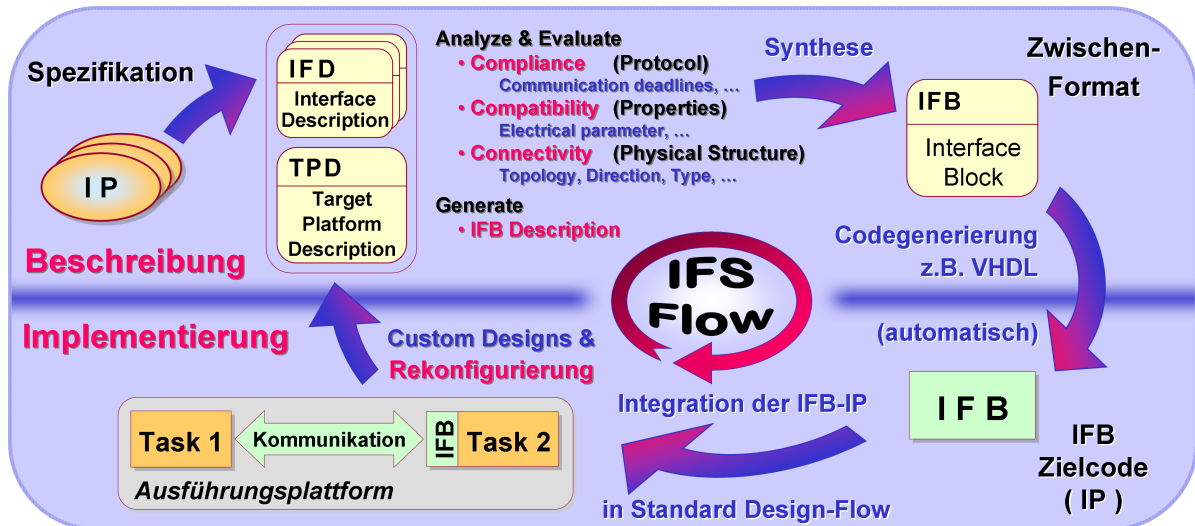 Spezifikation
IP
Beschreibung
IFD
Interface
Description
TPD
Target
Platform
Description
Analyze & Evaluate
• Compliance (Protocol)
Communication deadlines, ...
• Compatibility (Properties)
Electrical parameter, ...
• Connectivity (Physical Structure)
Topology, Direction, Type, ...
Generate
• IFB Description
Synthese
Zwischen-
Format
IFB
Interface
Block
Codegenerierung
z.B. VHDL
(automatisch)
IFS
Flow
Implementierung
Custom Designs &
Rekonfigurierung
Task 1
Kommunikation
IFB
Task 2
Ausführungsplattform
Integration der IFB-IP
in Standard Design-Flow
IFB
IFB
Zielcode
( IP )